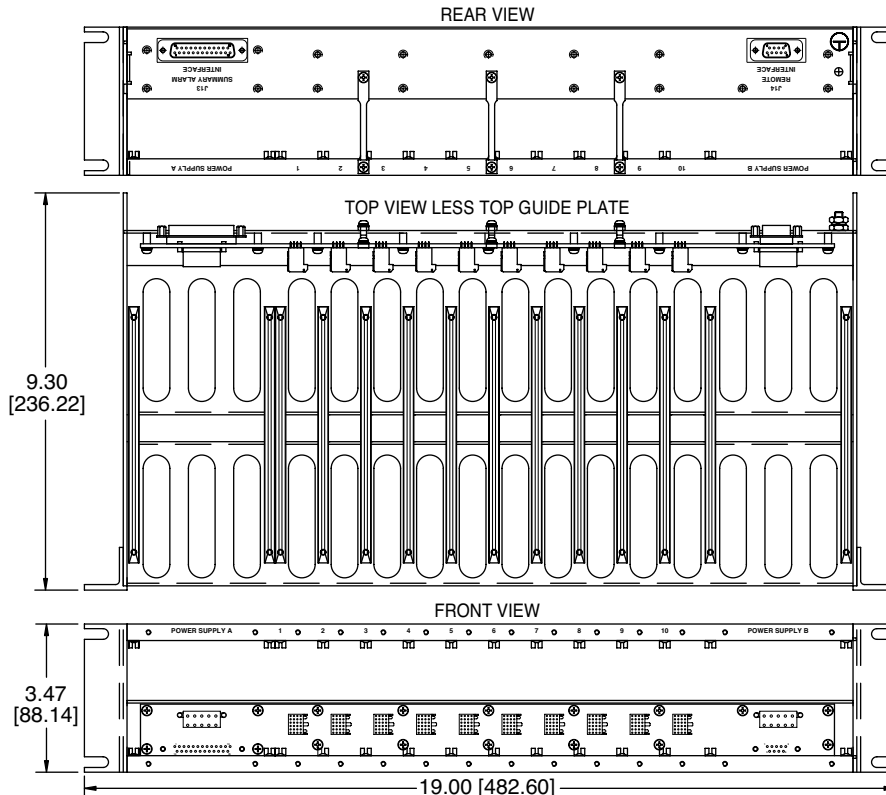 REAR VIEW
J13
SUMMARY ALARM
INTERFACE
J14
REMOTE
INTERFACE
POWER SUPPLY A 1 2 3 4 5 6 7 8 9 10 POWER SUPPLY B
TOP VIEW LESS TOP GUIDE PLATE
9.30
[236.22]
FRONT VIEW
POWER SUPPLY A 1 2 3 4 5 6 7 8 9 10 POWER SUPPLY B
3.47
[88.14]
19.00 [482.60]